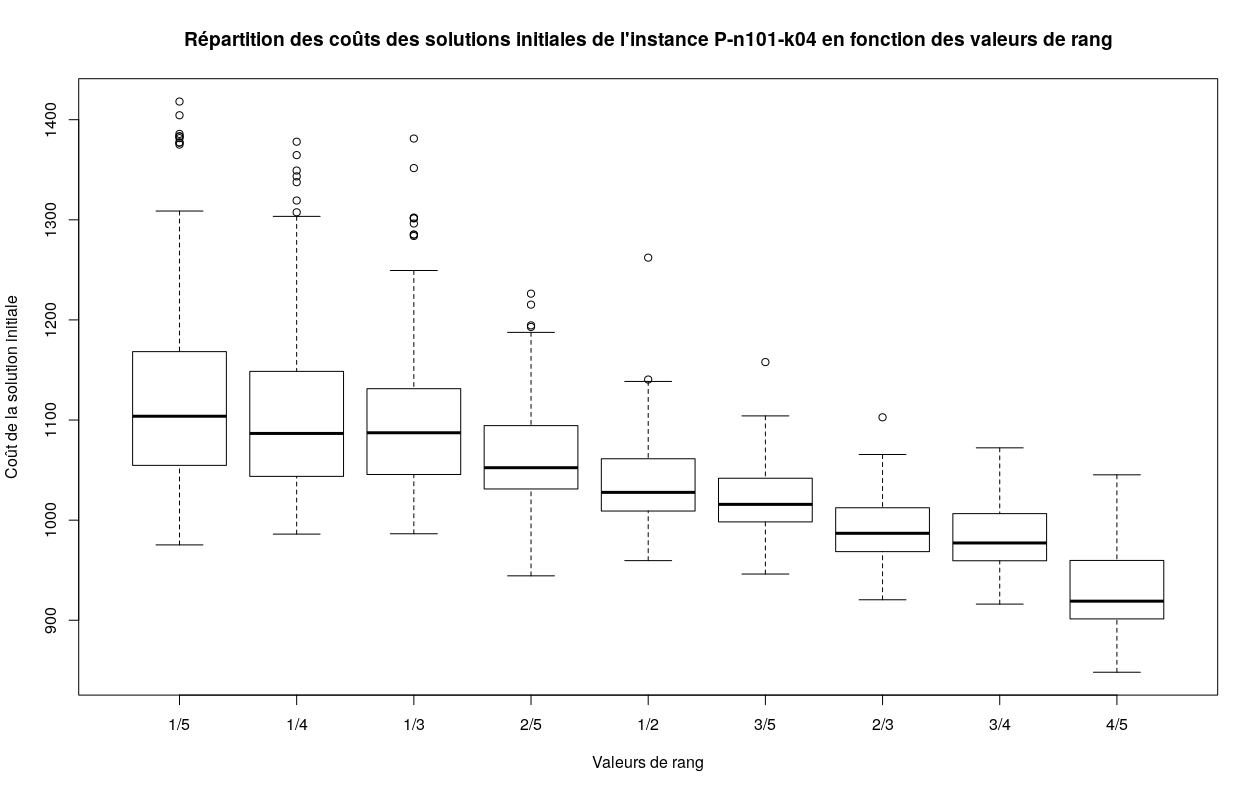 Répartition des coûts des solutions initiales de l'instance P-n101-k04 en fonction des valeurs de rang
Coût de la solution initiale
1400
1300
1200
1100
1000
900
1/5 1/4 1/3 2/5 1/2 3/5 2/3 3/4 4/5
Valeurs de rang